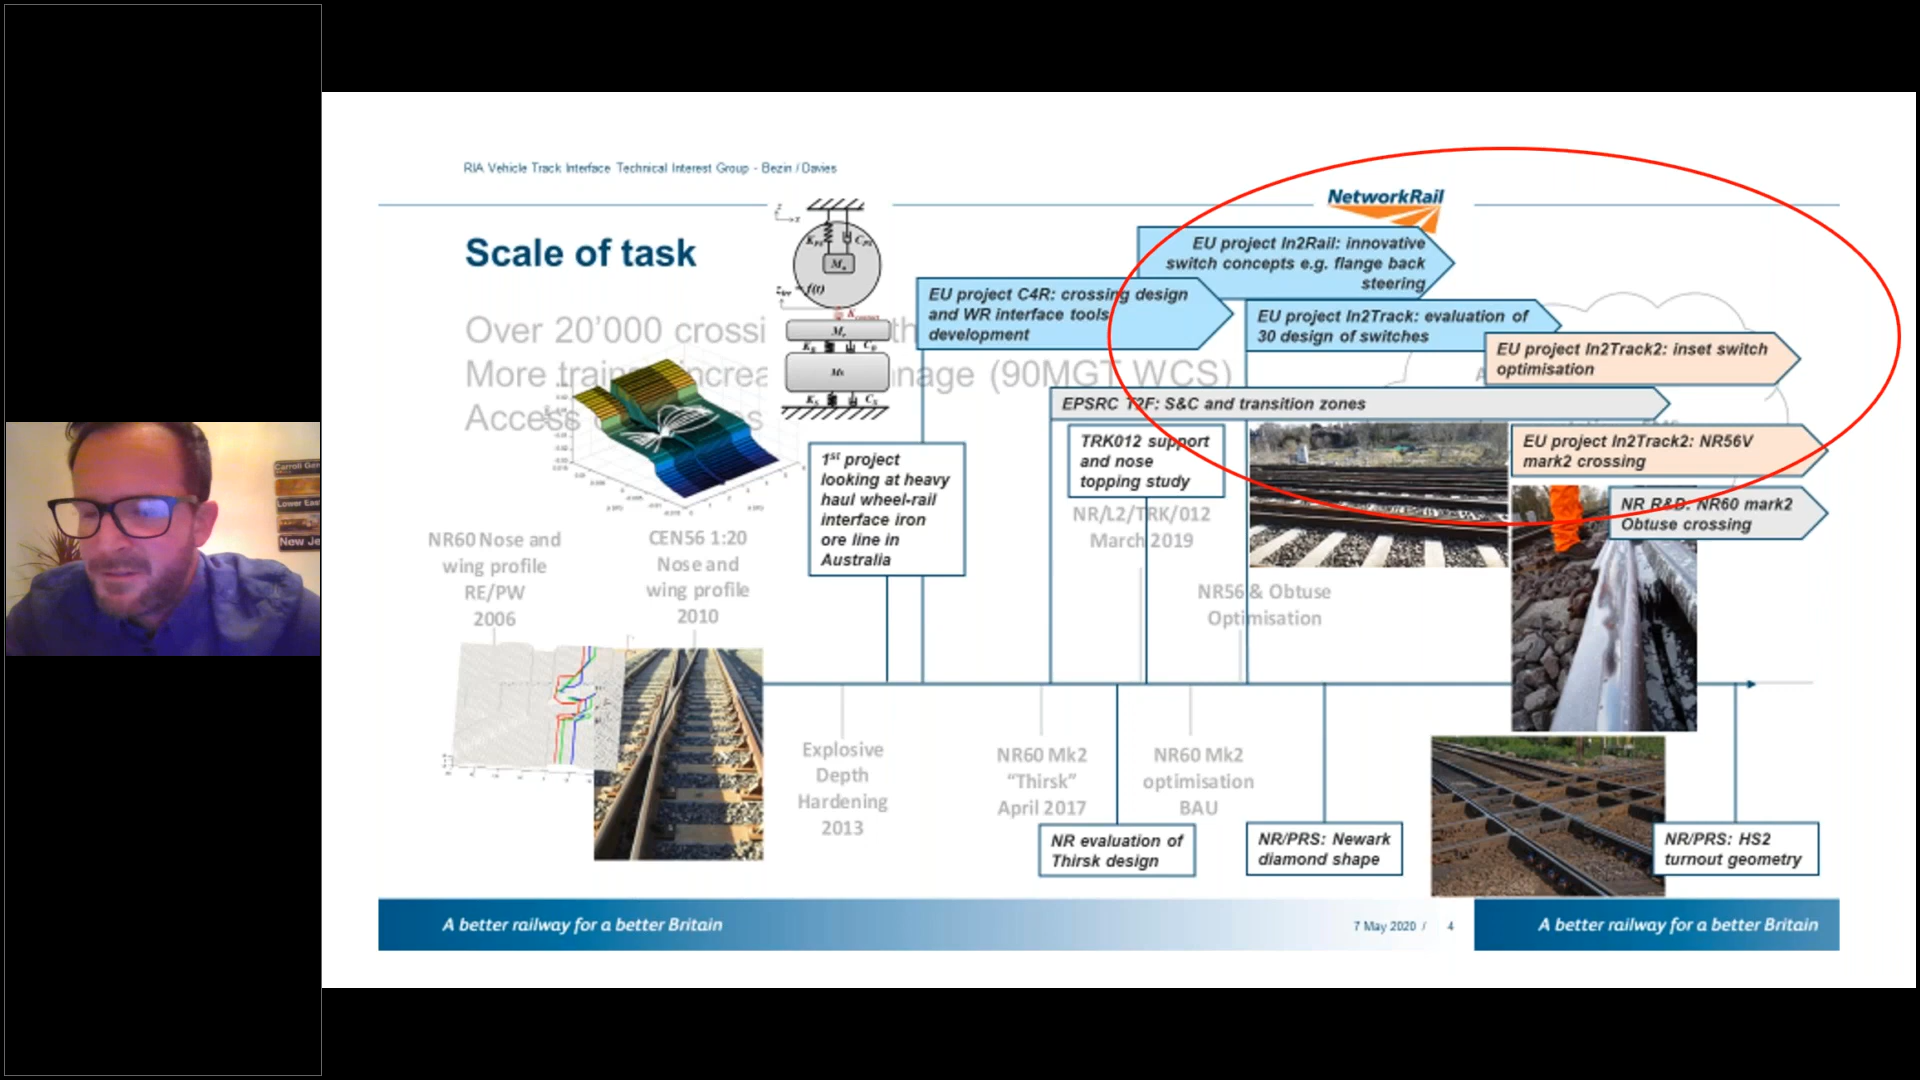 RIA Vehicle Track Interface Technical Interest Group - Bezin / Davies
NetworkRail
Scale of task
EU project In2Rail: innovative
switch concepts e.g. flange back
steering
EU project C4R: crossing design
and WR interface tools
development
EU project In2Track: evaluation of
30 design of switches
EU project In2Track2: inset switch
optimisation
Over 20'000
More
(90MGT WCS)
Access
EPSRC T2F: S&C and transition zones
EU project In2Track2: NR56V
mark2 crossing
NR R&D: NR60 mark2
Obtuse crossing
TRK012 support
and nose
topping study
1st project
looking at heavy
haul wheel-rail
interface iron
ore line in
Australia
NR60 Nose and
wing profile
RE/PW
2006
CEN56 1:20
Nose and
wing profile
2010
NR/L2/TRK/012
March 2019
NR56 & Obtuse
Optimisation
Explosive
Depth
Hardening
2013
NR60 Mk2
“Thirsk”
April 2017
NR60 Mk2
optimisation
BAU
NR evaluation of
Thirsk design
NR/PRS: Newark
diamond shape
NR/PRS: HS2
turnout geometry
A better railway for a better Britain
7 May 2020 / 4
A better railway for a better Britain
Carroll Gar
Lower Eas
New Je